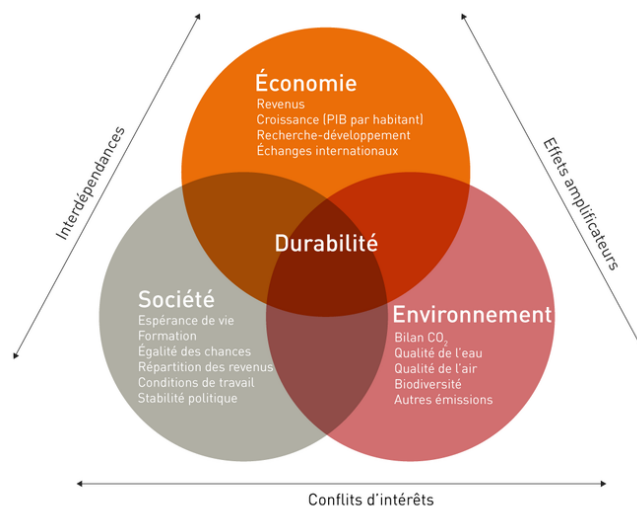 Économie
Revenus
Croissance (PIB par habitant)
Recherche-développement
Échanges internationaux
Interdépendances
Effets amplificateurs
Durabilité
Société
Espérance de vie
Formation
Égalité des chances
Répartition des revenus
Conditions de travail
Stabilité politique
Environnement
Bilan CO₂
Qualité de l'eau
Qualité de l'air
Biodiversité
Autres émissions
Conflits d'intérêts